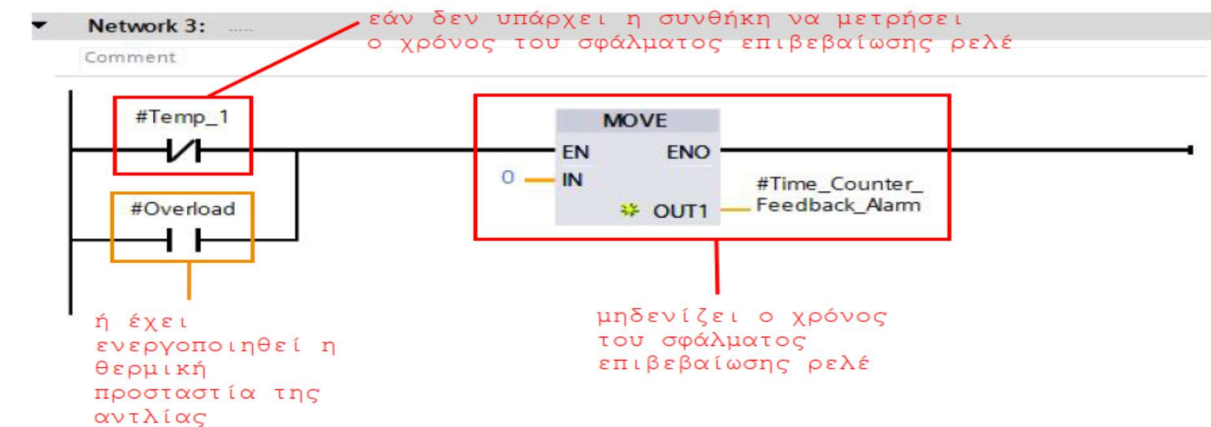 Network 3: .....
εάν δεν υπάρχει η συνθήκη να μετρήσει
ο χρόνος του σφάλματος επιβεβαίωσης ρελέ
Comment
#Temp_1
#Overload
MOVE
EN ENO
0 IN
OUT1
#Time_Counter_
Feedback_Alarm
ή έχει
ενεργοποιηθεί η
θερμική
προσταστία της
αντλίας
μηδενίζει ο χρόνος
του σφάλματος
επιβεβαίωσης ρελέ